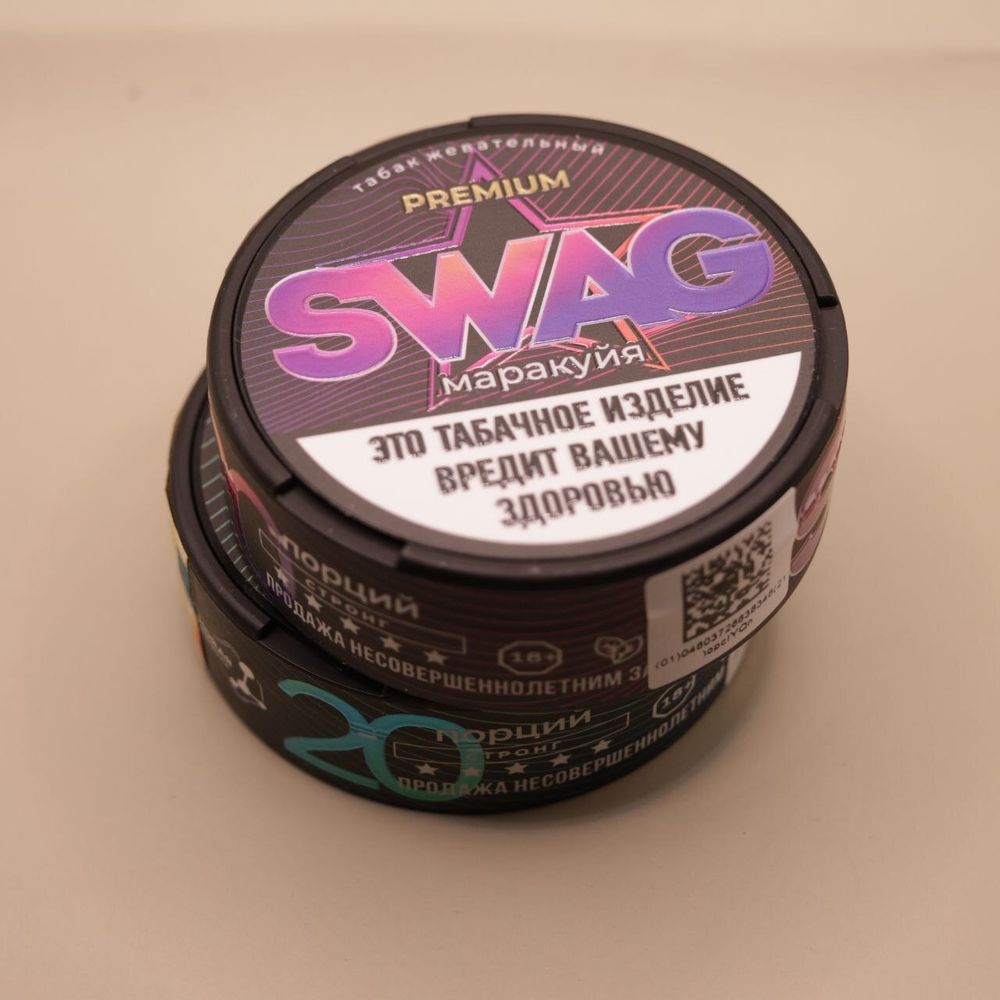 табак жевательный
PREMIUM
SWAG
маракуйя
ЭТО ТАБАЧНОЕ ИЗДЕЛИЕ
ВРЕДИТ ВАШЕМУ
ЗДОРОВЬЮ
порций
СТРОНГ
ПРОДАЖА НЕСОВЕРШЕННОЛЕТНИМ
18+
20
порций
СТРОНГ
18+
ПРОДАЖА НЕСОВЕРШЕННОЛЕТНИМ